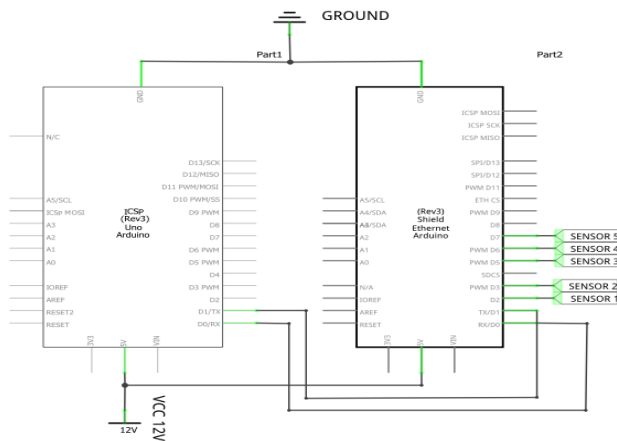 GROUND
Part1
Part2
GND
GND
N/C
D13/SCK
D12/MISO
D11 PWM/MOSI
D10 PWM/SS
D9 PWM
D8
D7
D6 PWM
D5 PWM
D4
D3 PWM
D2
D1/TX
D0/RX
A5/SCL
ICSP MOSI
A3
A2
A1
A0
IOREF
AREF
RESET2
RESET
ICSp
(Rev3)
Uno
Arduino
3V3
5V
VIN
ICSP MOSI
ICSP SCK
ICSP MISO
SPI/D13
SPI/D12
PWM D11
ETH CS
PWM D9
D8
D7
PWM D6
PWM D5
SDCS
PWM D3
D2
TX/D1
RX/D0
A5/SCL
A4/SDA
A2
A1
A0
N/A
IOREF
AREF
RESET
(Rev3)
Shield
Ethernet
Arduino
3V3
5V
VIN
SENSOR 5
SENSOR 4
SENSOR 3
SENSOR 2
SENSOR 1
VCC 12V
12V